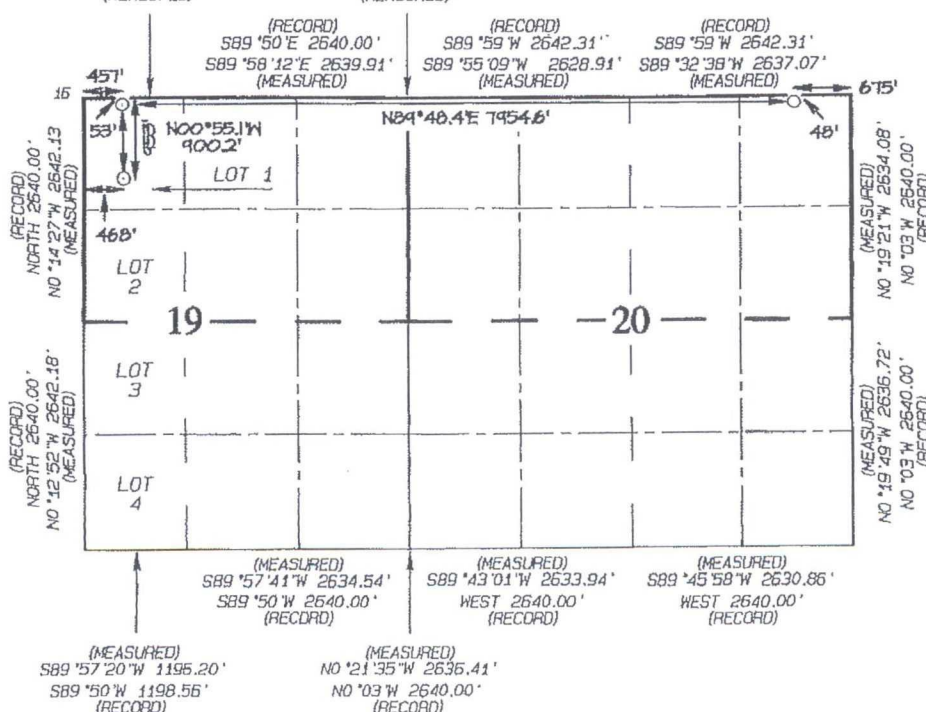 (RECORD)
S89°50'E 2640.00'
S89°58'12"E 2639.91'
(MEASURED)
(RECORD)
S89°59'W 2642.31'
S89°55'09"W 2628.91'
(MEASURED)
(RECORD)
S89°59'W 2642.31'
S89°32'38"W 2637.07'
(MEASURED)
457'
675'
53'
N00°55.1'W
900.2'
N89°48.4'E 7954.6'
48'
LOT 1
468'
(RECORD)
NORTH 2640.00'
N0°14'27"W 2642.13
(MEASURED)
N0°19'21"W 2634.08'
(MEASURED)
N0°03'W 2640.00'
(RECORD)
LOT
2
19
20
LOT
3
(RECORD)
NORTH 2640.00'
N0°12'52"W 2642.18'
(MEASURED)
N0°19'49"W 2636.72'
(MEASURED)
N0°03'W 2640.00'
(RECORD)
LOT
4
(MEASURED)
S89°57'41"W 2634.54'
S89°50'W 2640.00'
(RECORD)
(MEASURED)
S89°43'01"W 2633.94'
WEST 2640.00'
(RECORD)
(MEASURED)
S89°45'58"W 2630.86'
WEST 2640.00'
(RECORD)
(MEASURED)
S89°57'20"W 1195.20'
S89°50'W 1198.56'
(RECORD)
(MEASURED)
N0°21'35"W 2636.41'
N0°03'W 2640.00'
(RECORD)